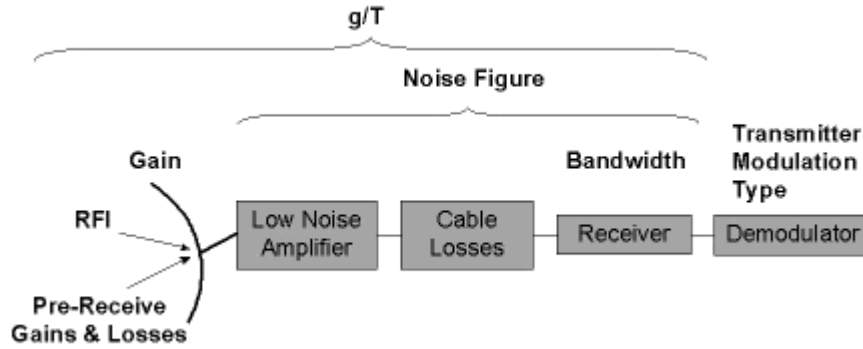 g/T
Noise Figure
Gain
Bandwidth
Transmitter
Modulation
Type
RFI
Low Noise
Amplifier
Cable
Losses
Receiver
Demodulator
Pre-Receive
Gains & Losses